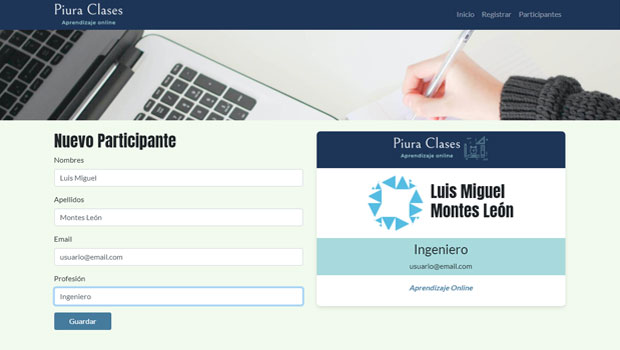 Piura Clases
Aprendizaje online
Inicio Registrar Participantes
Nuevo Participante
Nombres
Luis Miguel
Apellidos
Montes León
Email
usuario@email.com
Profesión
Ingeniero
Guardar
Piura Clases
Aprendizaje online
Luis Miguel
Montes León
Ingeniero
usuario@email.com
Aprendizaje Online